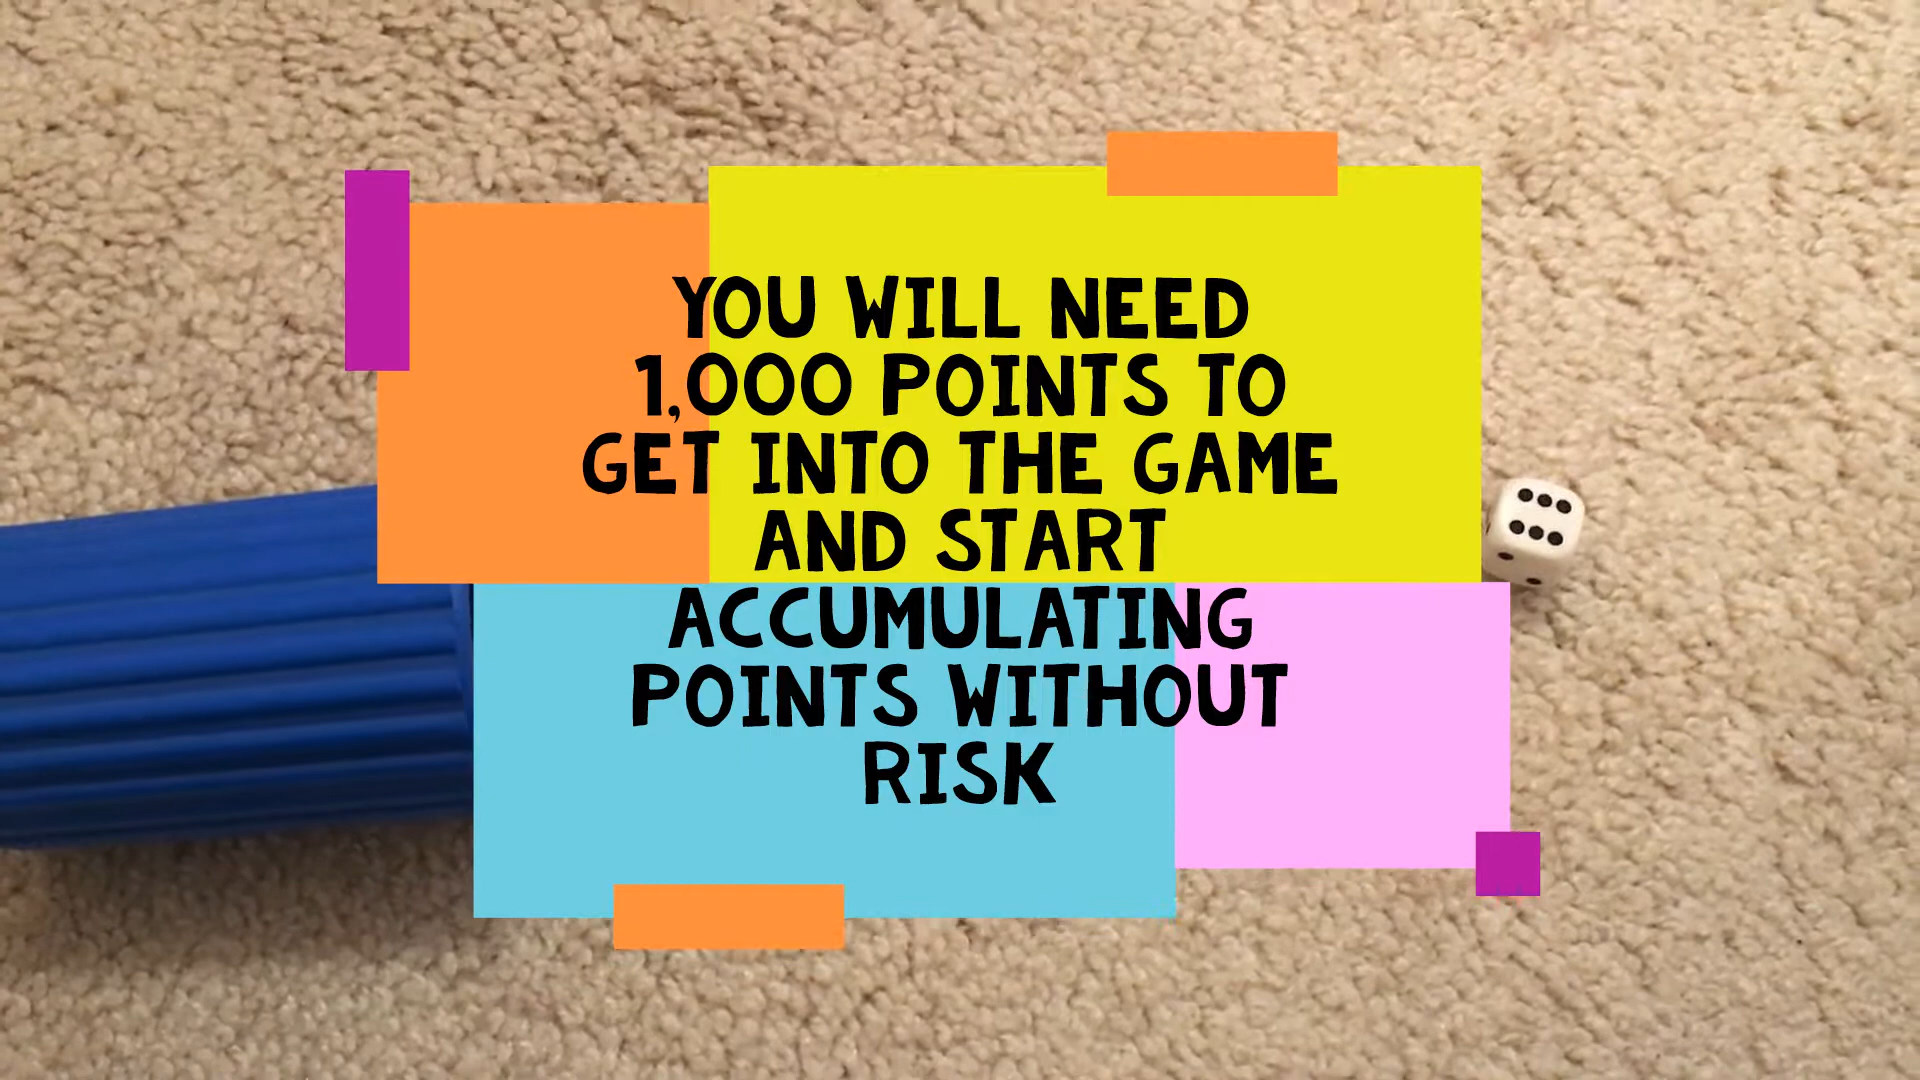 YOU WILL NEED
1,000 POINTS TO
GET INTO THE GAME
AND START
ACCUMULATING
POINTS WITHOUT
RISK